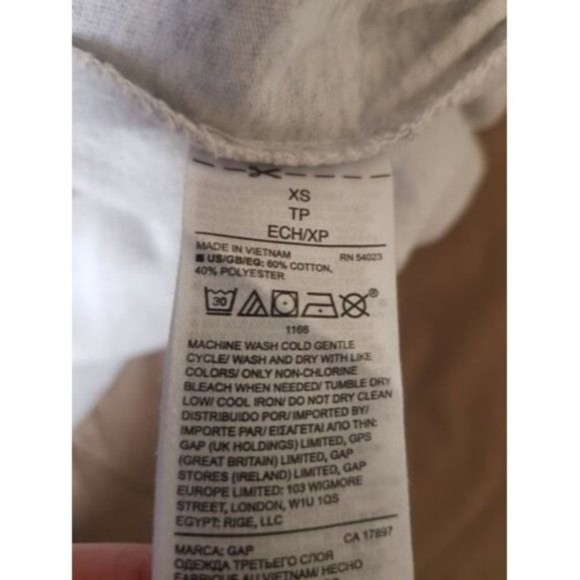 XS
TP
ECH/XP
MADE IN VIETNAM RN 54023
US/GB/EG: 60% COTTON,
40% POLYESTER
30
®
1166
MACHINE WASH COLD GENTLE
CYCLE/ WASH AND DRY WITH LIKE
COLORS/ ONLY NON-CHLORINE
BLEACH WHEN NEEDED/ TUMBLE DRY
LOW/ COOL IRON/ DO NOT DRY CLEAN
DISTRIBUIDO POR/ IMPORTED BY/
IMPORTE PAR/ ΕΙΣΑΓΕΤΑΙ ΑΠΟ ΤΗΝ:
GAP (UK HOLDINGS) LIMITED, GPS
(GREAT BRITAIN) LIMITED, GAP
STORES (IRELAND) LIMITED, GAP
EUROPE LIMITED: 103 WIGMORE
STREET, LONDON, W1U 1QS
EGYPT: RIGE, LLC
CA 17897
MARCA: GAP
ОДЕЖДА ТРЕТЬЕГО СЛОЯ
FABRIQUE AU VIETNAM/ HECHO